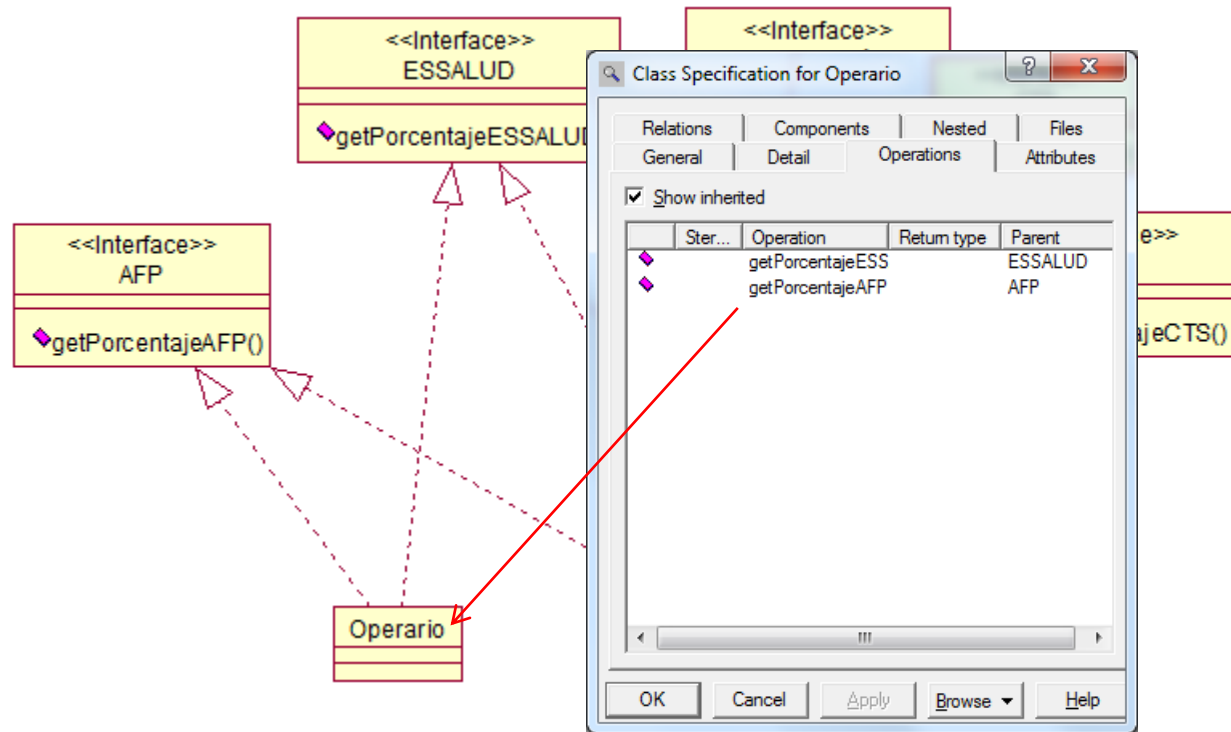 <<Interface>>
ESSALUD
getPorcentajeESSALUD
<<Interface>>
<<Interface>>
AFP
getPorcentajeAFP()
Operario
Class Specification for Operario
Relations Components Nested Files
General Detail Operations Attributes
Show inherited
Ster... Operation Return type Parent
getPorcentajeESS ESSALUD
getPorcentajeAFP AFP
OK Cancel Apply Browse Help
e>>
ajeCTS()